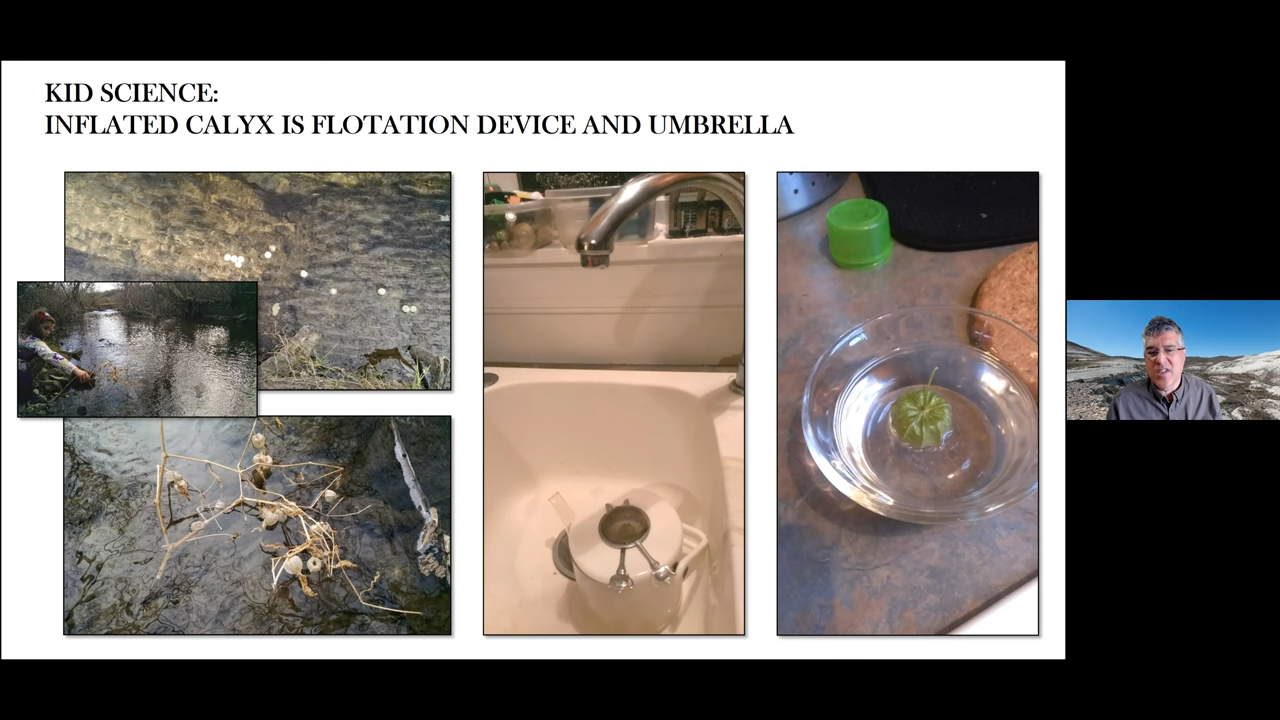 KID SCIENCE:
INFLATED CALYX IS FLOTATION DEVICE AND UMBRELLA